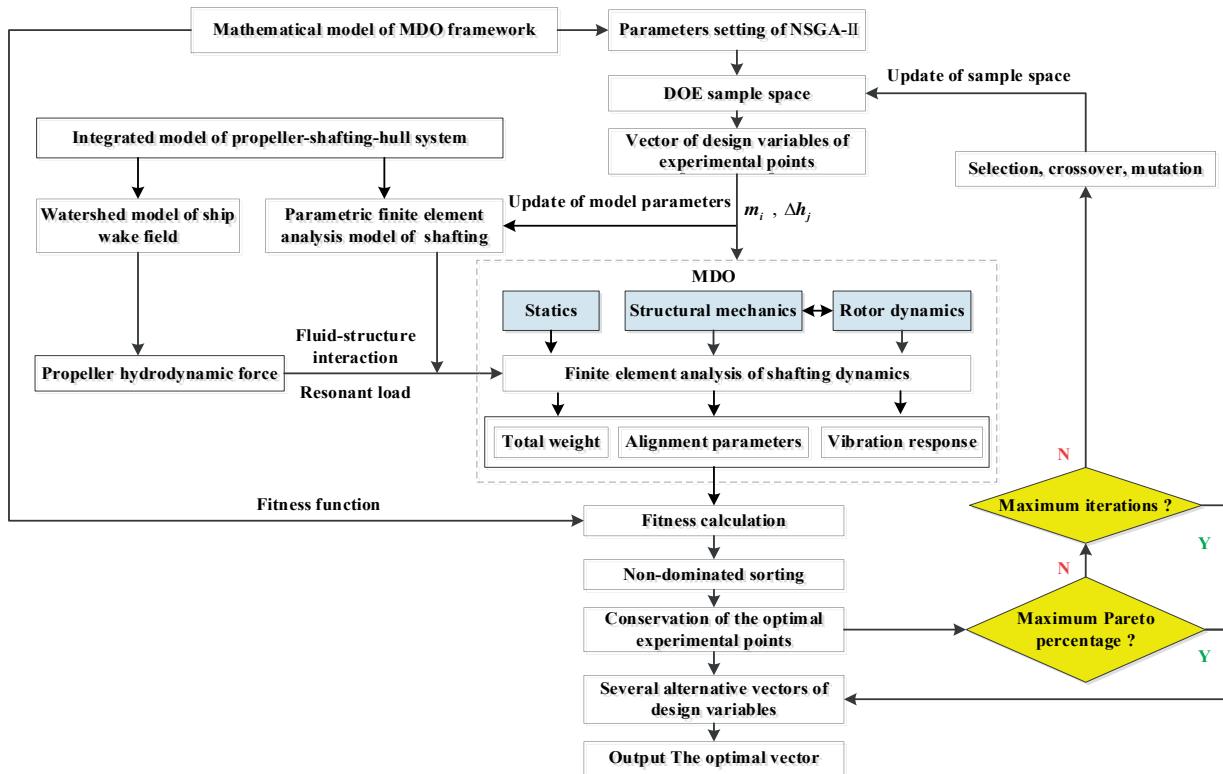 Mathematical model of MDO framework
Parameters setting of NSGA-II
Update of sample space
DOE sample space
Integrated model of propeller-shafting-hull system
Vector of design variables of
experimental points
Selection, crossover, mutation
Watershed model of ship
wake field
Parametric finite element
analysis model of shafting
Update of model parameters
m_i , Δh_j
MDO
Statics
Structural mechanics
Rotor dynamics
Fluid-structure
interaction
Propeller hydrodynamic force
Resonant load
Finite element analysis of shafting dynamics
Total weight
Alignment parameters
Vibration response
N
Maximum iterations ?
Y
Fitness function
Fitness calculation
Non-dominated sorting
N
Conservation of the optimal
experimental points
Maximum Pareto
percentage ?
Y
Several alternative vectors of
design variables
Output The optimal vector